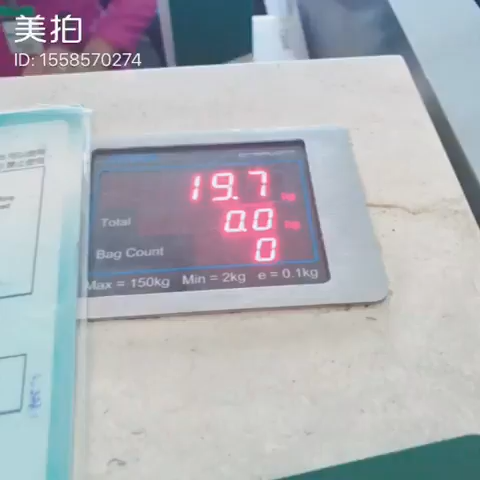 美拍
ID: 1558570274
19.7 kg
Total 0.0 kg
Bag Count 0
Max = 150kg Min = 2kg e = 0.1kg